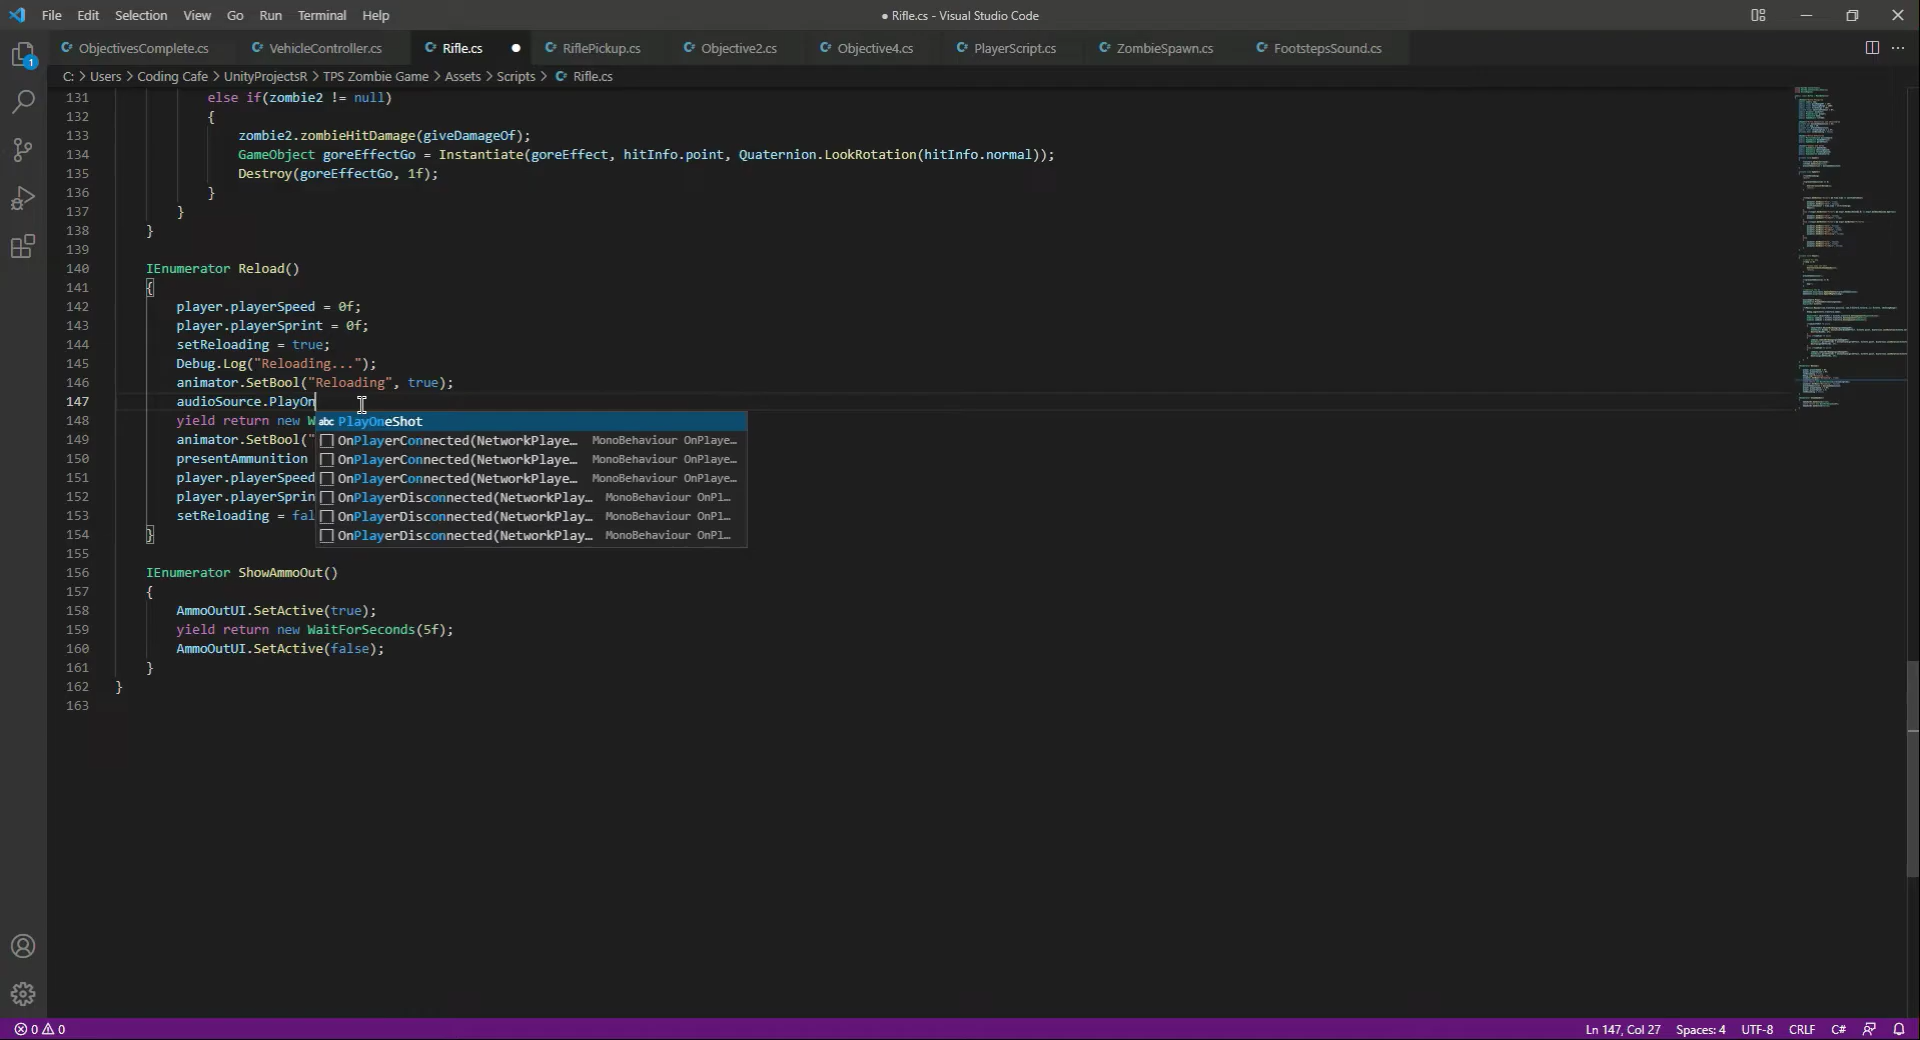 File Edit Selection View Go Run Terminal Help
● Rifle.cs - Visual Studio Code
1
ObjectivesComplete.cs VehicleController.cs Rifle.cs ● RiflePickup.cs Objective2.cs Objective4.cs PlayerScript.cs ZombieSpawn.cs FootstepsSound.cs
C: > Users > Coding Cafe > UnityProjectsR > TPS Zombie Game > Assets > Scripts > Rifle.cs
131 else if(zombie2 != null)
132 {
133 zombie2.zombieHitDamage(giveDamageOf);
134 GameObject goreEffectGo = Instantiate(goreEffect, hitInfo.point, Quaternion.LookRotation(hitInfo.normal));
135 Destroy(goreEffectGo, 1f);
136 }
137 }
138 }
139
140 IEnumerator Reload()
141 {
142 player.playerSpeed = 0f;
143 player.playerSprint = 0f;
144 setReloading = true;
145 Debug.Log("Reloading...");
146 animator.SetBool("Reloading", true);
147 audioSource.PlayOn
148 yield return new W
149 animator.SetBool("
150 presentAmmunition
151 player.playerSpeed
152 player.playerSprin
153 setReloading = fal
154 }
155
156 IEnumerator ShowAmmoOut()
157 {
158 AmmoOutUI.SetActive(true);
159 yield return new WaitForSeconds(5f);
160 AmmoOutUI.SetActive(false);
161 }
162 }
163
abc PlayOneShot
OnPlayerConnected(NetworkPlaye… MonoBehaviour OnPlaye…
OnPlayerConnected(NetworkPlaye… MonoBehaviour OnPlaye…
OnPlayerConnected(NetworkPlaye… MonoBehaviour OnPlaye…
OnPlayerDisconnected(NetworkPlay… MonoBehaviour OnPl…
OnPlayerDisconnected(NetworkPlay… MonoBehaviour OnPl…
OnPlayerDisconnected(NetworkPlay… MonoBehaviour OnPl…
0 0
Ln 147, Col 27 Spaces: 4 UTF-8 CRLF C#